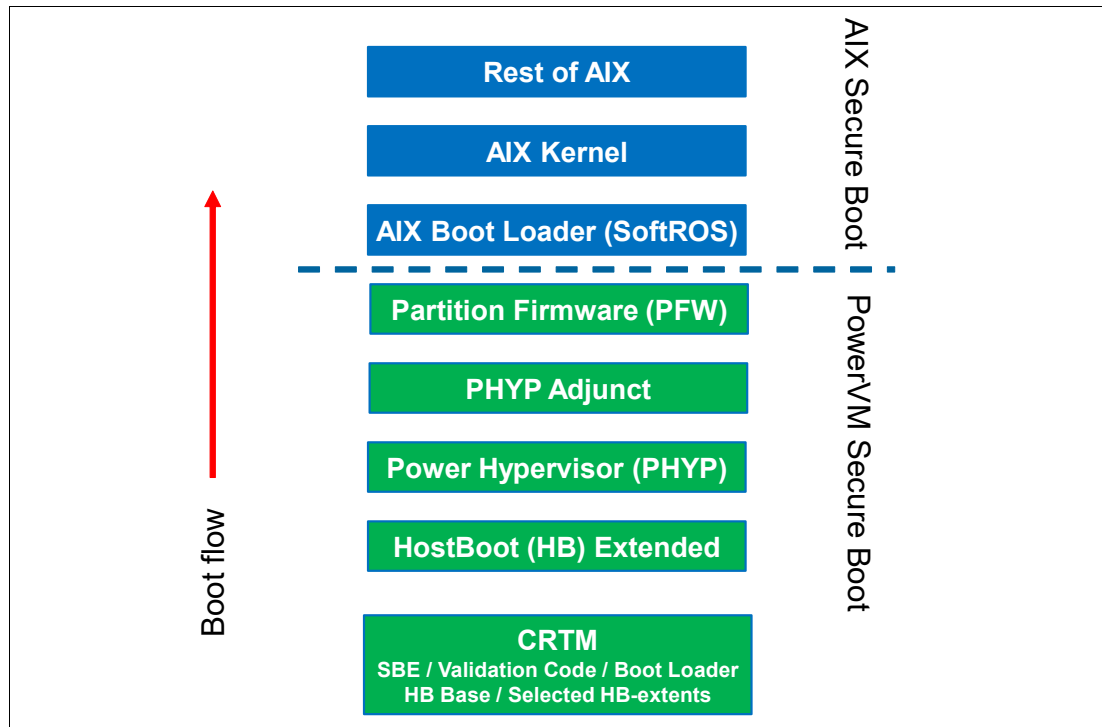 Rest of AIX
AIX Kernel
AIX Boot Loader (SoftROS)
AIX Secure Boot
Partition Firmware (PFW)
PHYP Adjunct
Power Hypervisor (PHYP)
HostBoot (HB) Extended
CRTM
SBE / Validation Code / Boot Loader
HB Base / Selected HB-extents
PowerVM Secure Boot
Boot flow